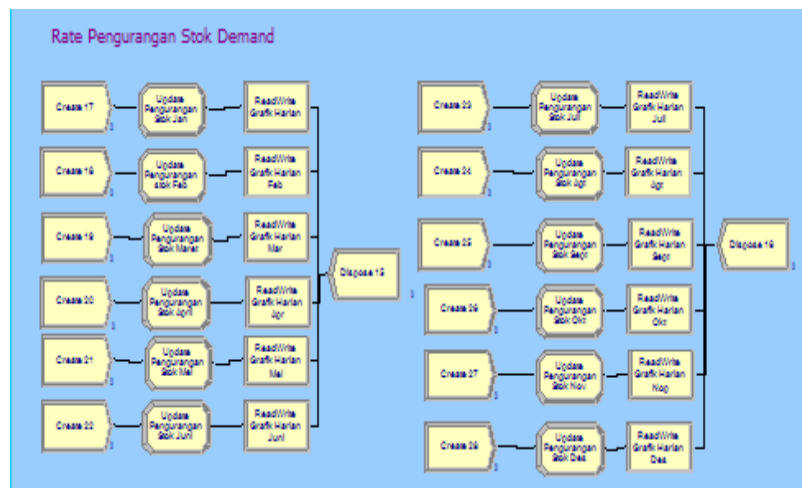 Rate Pengurangan Stok Demand
Create 17
Update
Pengurangan
Stok Jan
ReadWrite
Grafik Harian
Jan
Create 18
Update
Pengurangan
stok Feb
ReadWrite
Grafik Harian
Feb
Create 19
Update
Pengurangan
Stok Maret
ReadWrite
Grafik Harian
Mar
Create 20
Update
Pengurangan
Stok April
ReadWrite
Grafik Harian
Apr
Create 21
Update
Pengurangan
Stok Mei
ReadWrite
Grafik Harian
Mei
Create 22
Update
Pengurangan
Stok Juni
ReadWrite
Grafik Harian
Juni
Dispose 15
Create 23
Update
Pengurangan
Stok Juli
ReadWrite
Grafik Harian
Juli
Create 24
Update
Pengurangan
Stok Agt
ReadWrite
Grafik Harian
Agt
Create 25
Update
Pengurangan
Stok Sept
ReadWrite
Grafik Harian
Sept
Create 26
Update
Pengurangan
Stok Okt
ReadWrite
Grafik Harian
Okt
Create 27
Update
Pengurangan
Stok Nov
ReadWrite
Grafik Harian
Nop
Create 28
Update
Pengurangan
Stok Des
ReadWrite
Grafik Harian
Des
Dispose 16